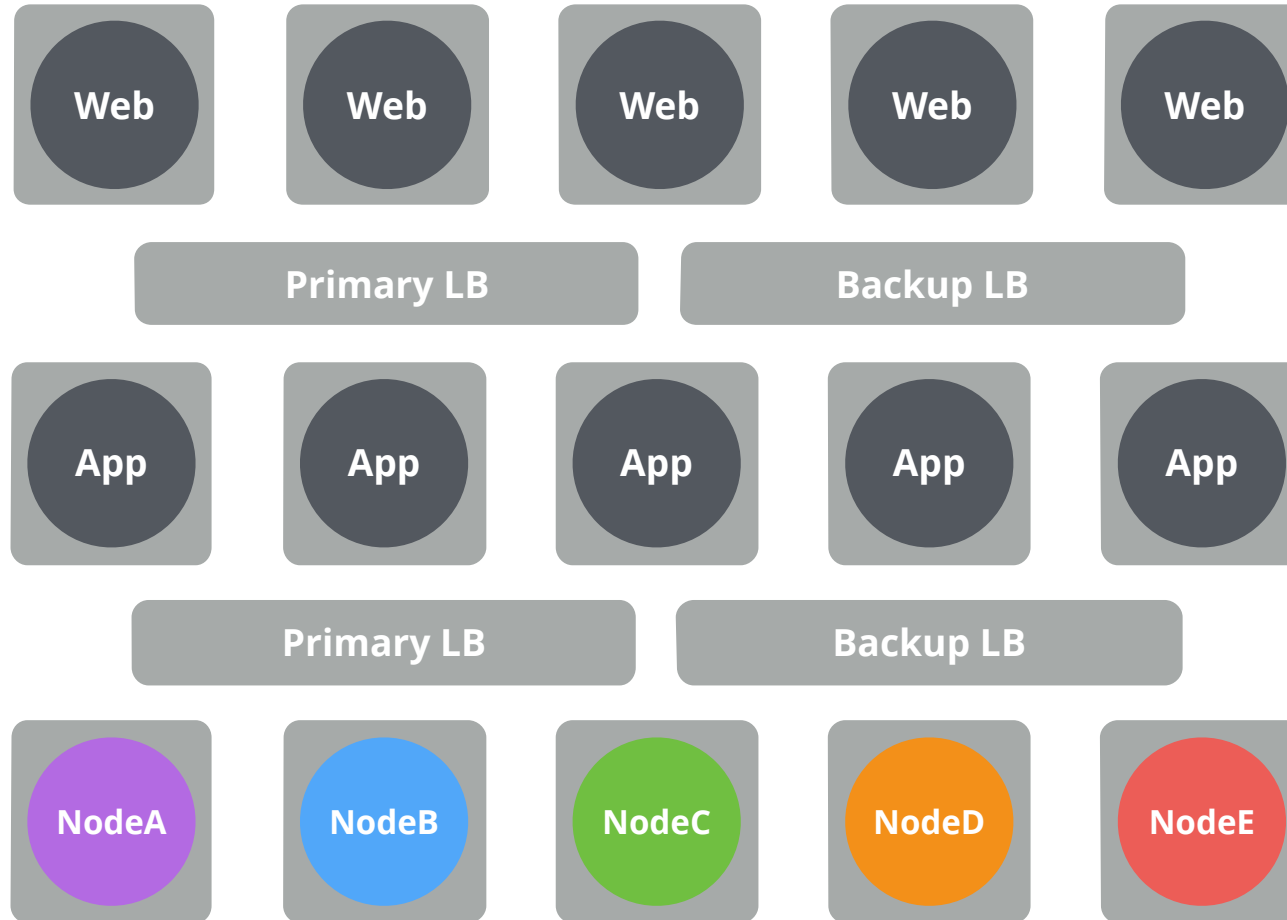 Web Web Web Web Web
Primary LB Backup LB
App App App App App
Primary LB Backup LB
NodeA NodeB NodeC NodeD NodeE